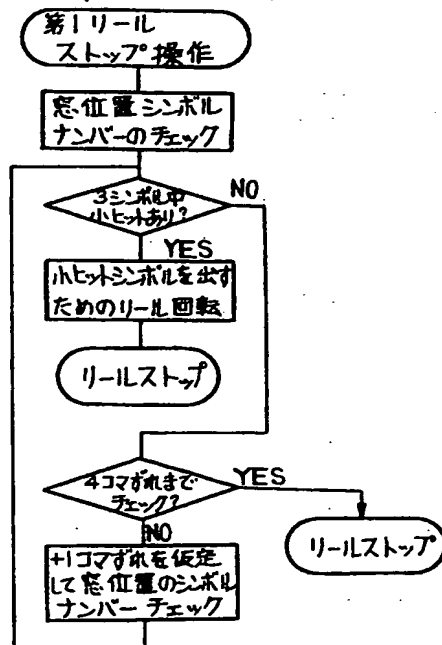 第1リール
ストップ操作
窓位置シンボル
ナンバーのチェック
3シンボル中
小ヒットあり?
NO
YES
小ヒットシンボルを出す
ためのリール回転
リールストップ
4コマずれまで
チェック?
YES
NO
リールストップ
+1コマずれを仮定
して窓位置のシンボル
ナンバーチェック